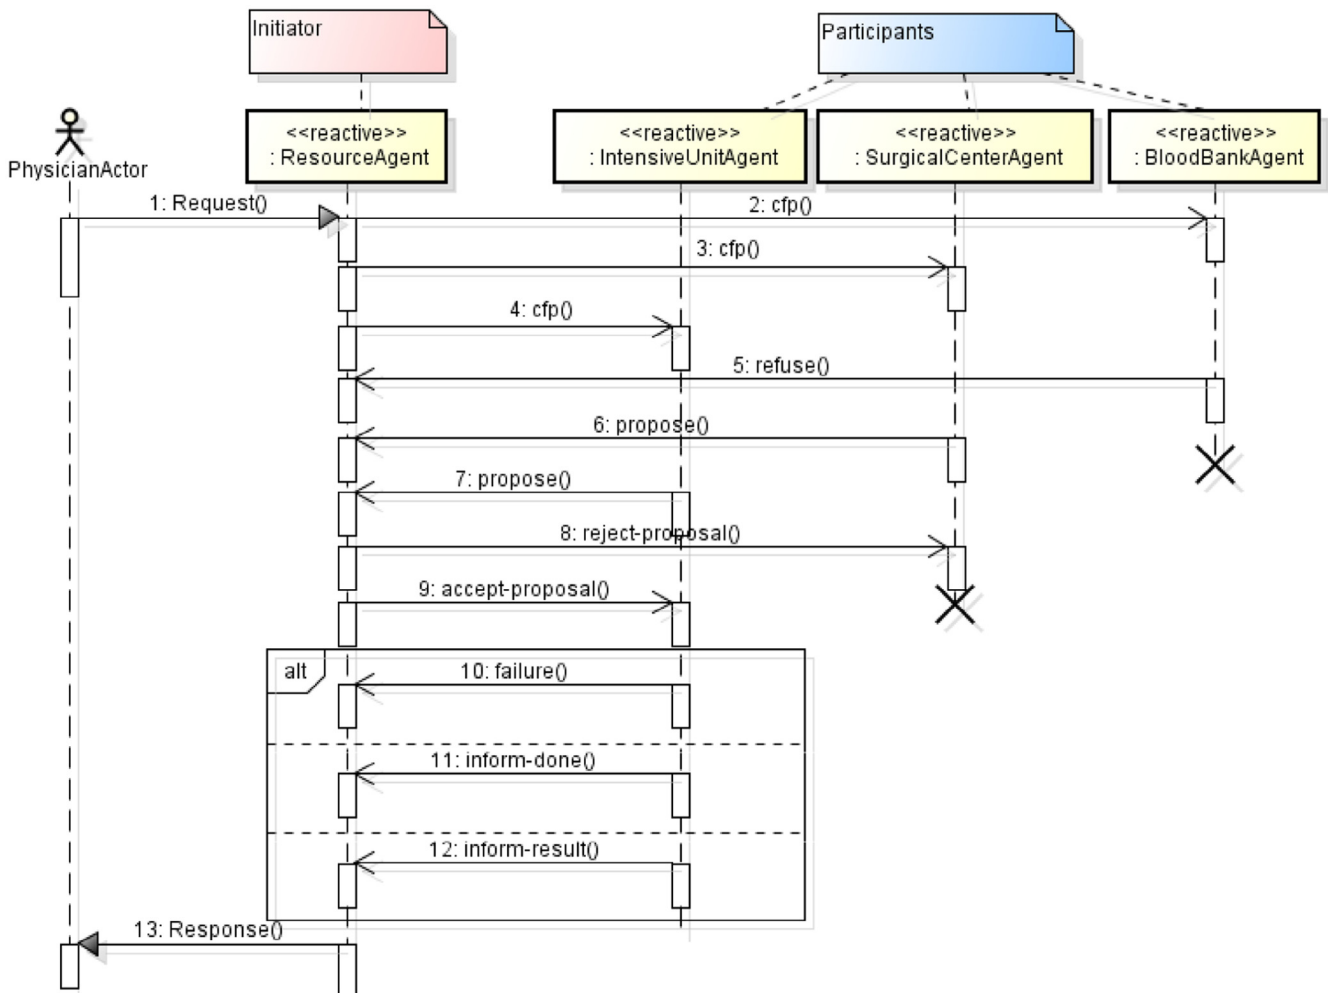 Initiator
Participants
PhysicianActor
<<reactive>>
: ResourceAgent
<<reactive>>
: IntensiveUnitAgent
<<reactive>>
: SurgicalCenterAgent
<<reactive>>
: BloodBankAgent
1: Request()
2: cfp()
3: cfp()
4: cfp()
5: refuse()
6: propose()
7: propose()
8: reject-proposal()
9: accept-proposal()
alt
10: failure()
11: inform-done()
12: inform-result()
13: Response()